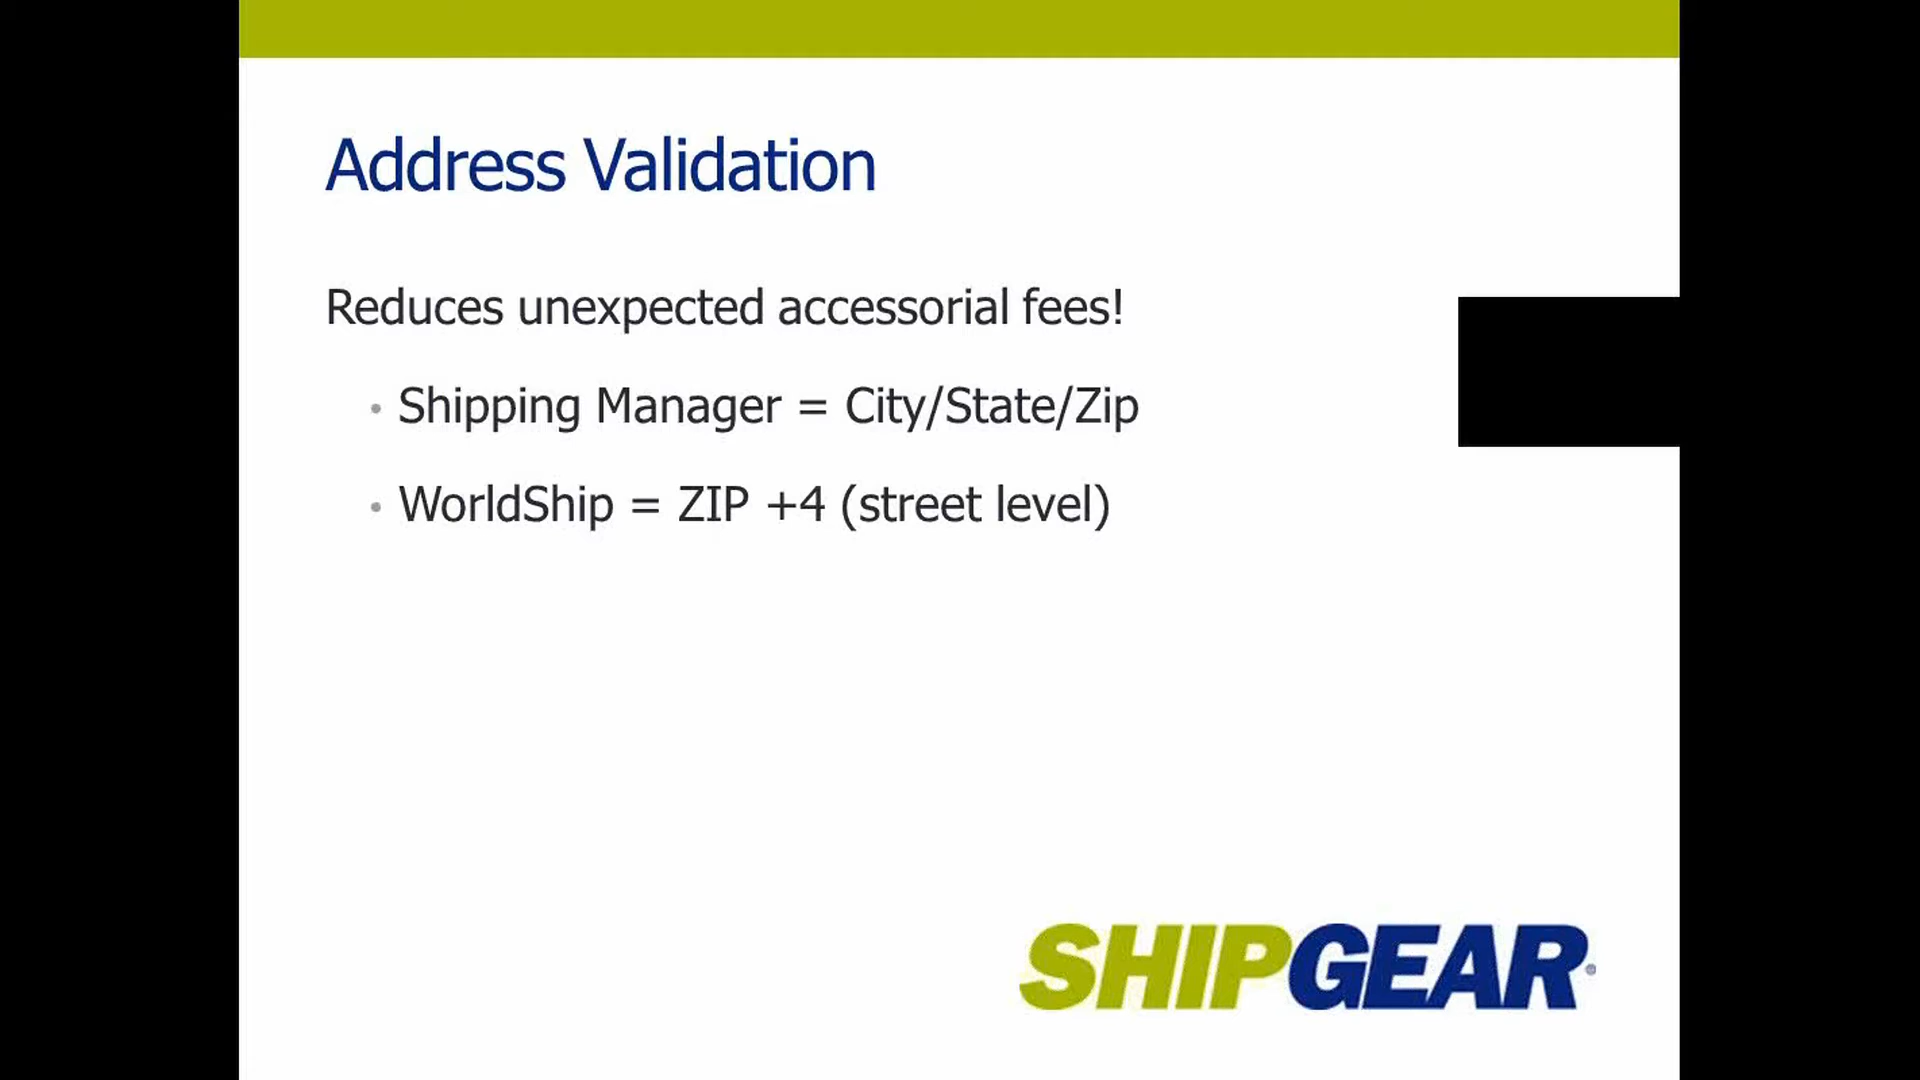 Address Validation
Reduces unexpected accessorial fees!
• Shipping Manager = City/State/Zip
• WorldShip = ZIP +4 (street level)
SHIPGEAR®